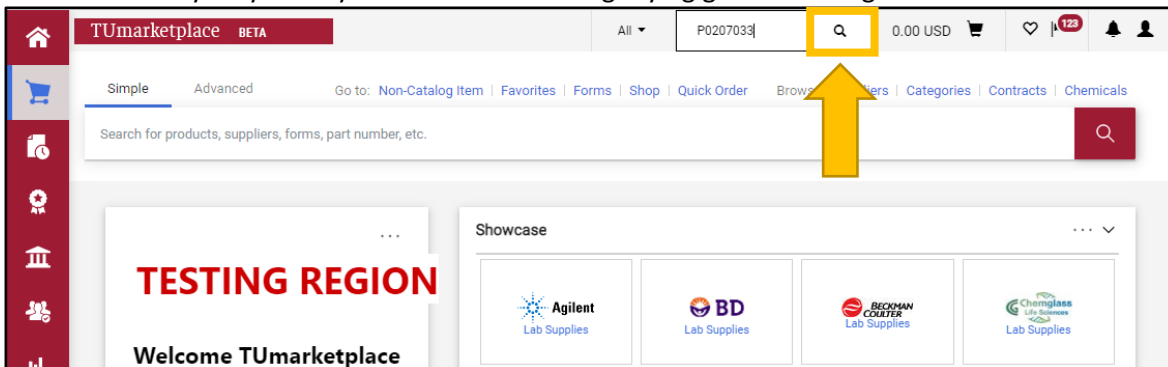 TUmarketplace BETA
All
P0207033
0.00 USD
123
Simple Advanced Go to: Non-Catalog Item | Favorites | Forms | Shop | Quick Order | Categories | Contracts | Chemicals
Search for products, suppliers, forms, part number, etc.
...
Showcase
...
TESTING REGION
Agilent
Lab Supplies
BD
Lab Supplies
BECKMAN
COULTER
Lab Supplies
Chemglass
Life Sciences
Lab Supplies
Welcome TUmarketplace